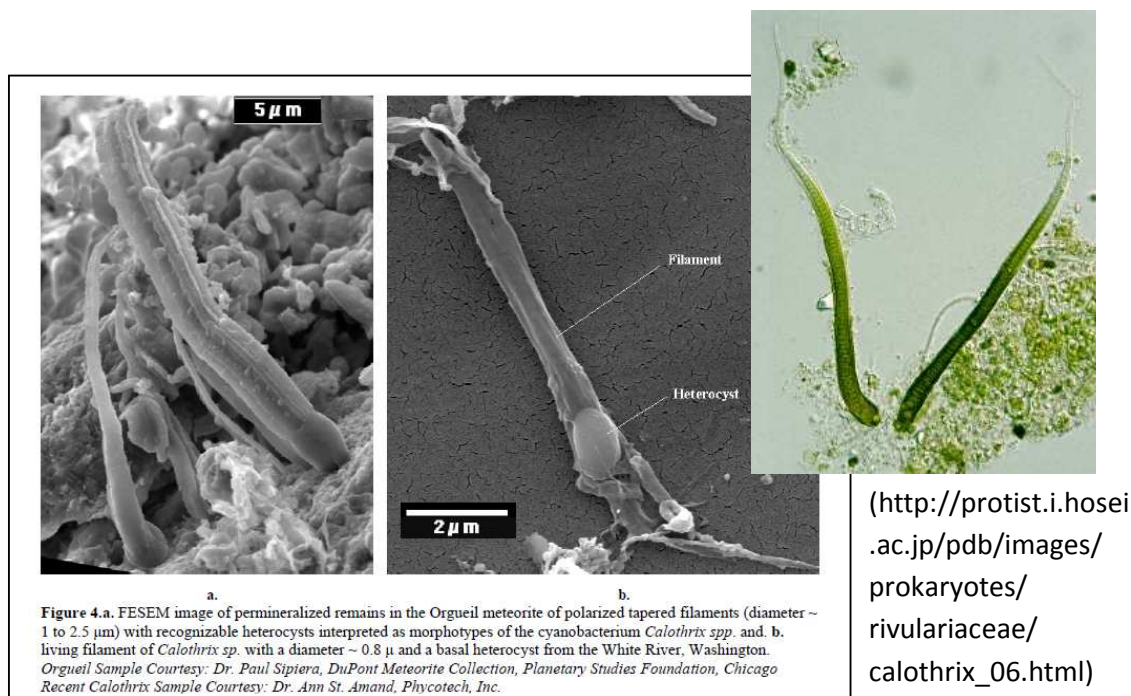 5 μm
Filament
Heterocyst
2 μm
a.
b.
Figure 4.a. FESEM image of permineralized remains in the Orgueil meteorite of polarized tapered filaments (diameter ~
1 to 2.5 μm) with recognizable heterocysts interpreted as morphotypes of the cyanobacterium Calothrix spp. and. b.
living filament of Calothrix sp. with a diameter ~ 0.8 μ and a basal heterocyst from the White River, Washington.
Orgueil Sample Courtesy: Dr. Paul Sipiera, DuPont Meteorite Collection, Planetary Studies Foundation, Chicago
Recent Calothrix Sample Courtesy: Dr. Ann St. Amand, Phycotech, Inc.
(http://protist.i.hosei
.ac.jp/pdb/images/
prokaryotes/
rivulariaceae/
calothrix_06.html)